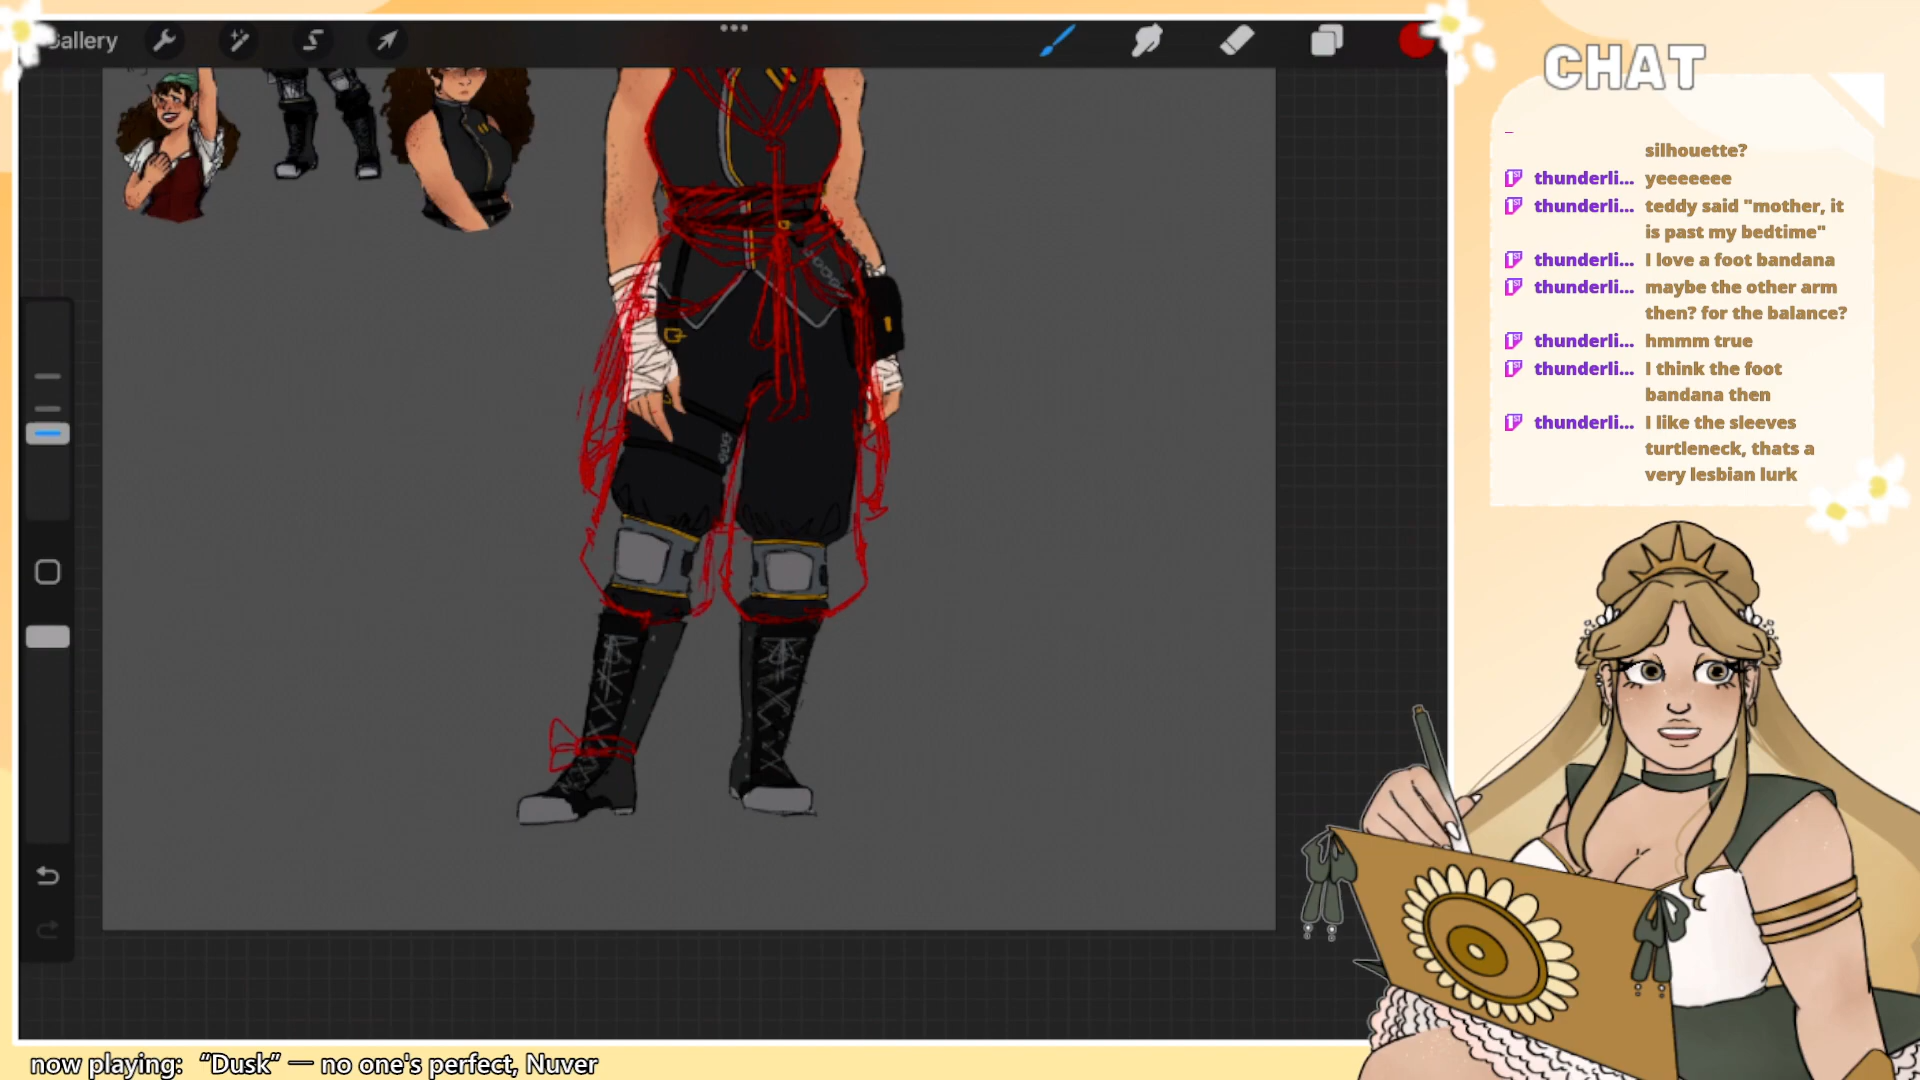 Gallery
CHAT
silhouette?
thunderli... yeeeeeee
thunderli... teddy said "mother, it
is past my bedtime"
thunderli... I love a foot bandana
thunderli... maybe the other arm
then? for the balance?
thunderli... hmmm true
thunderli... I think the foot
bandana then
thunderli... I like the sleeves
turtleneck, thats a
very lesbian lurk
now playing: “Dusk” — no one's perfect, Nuver